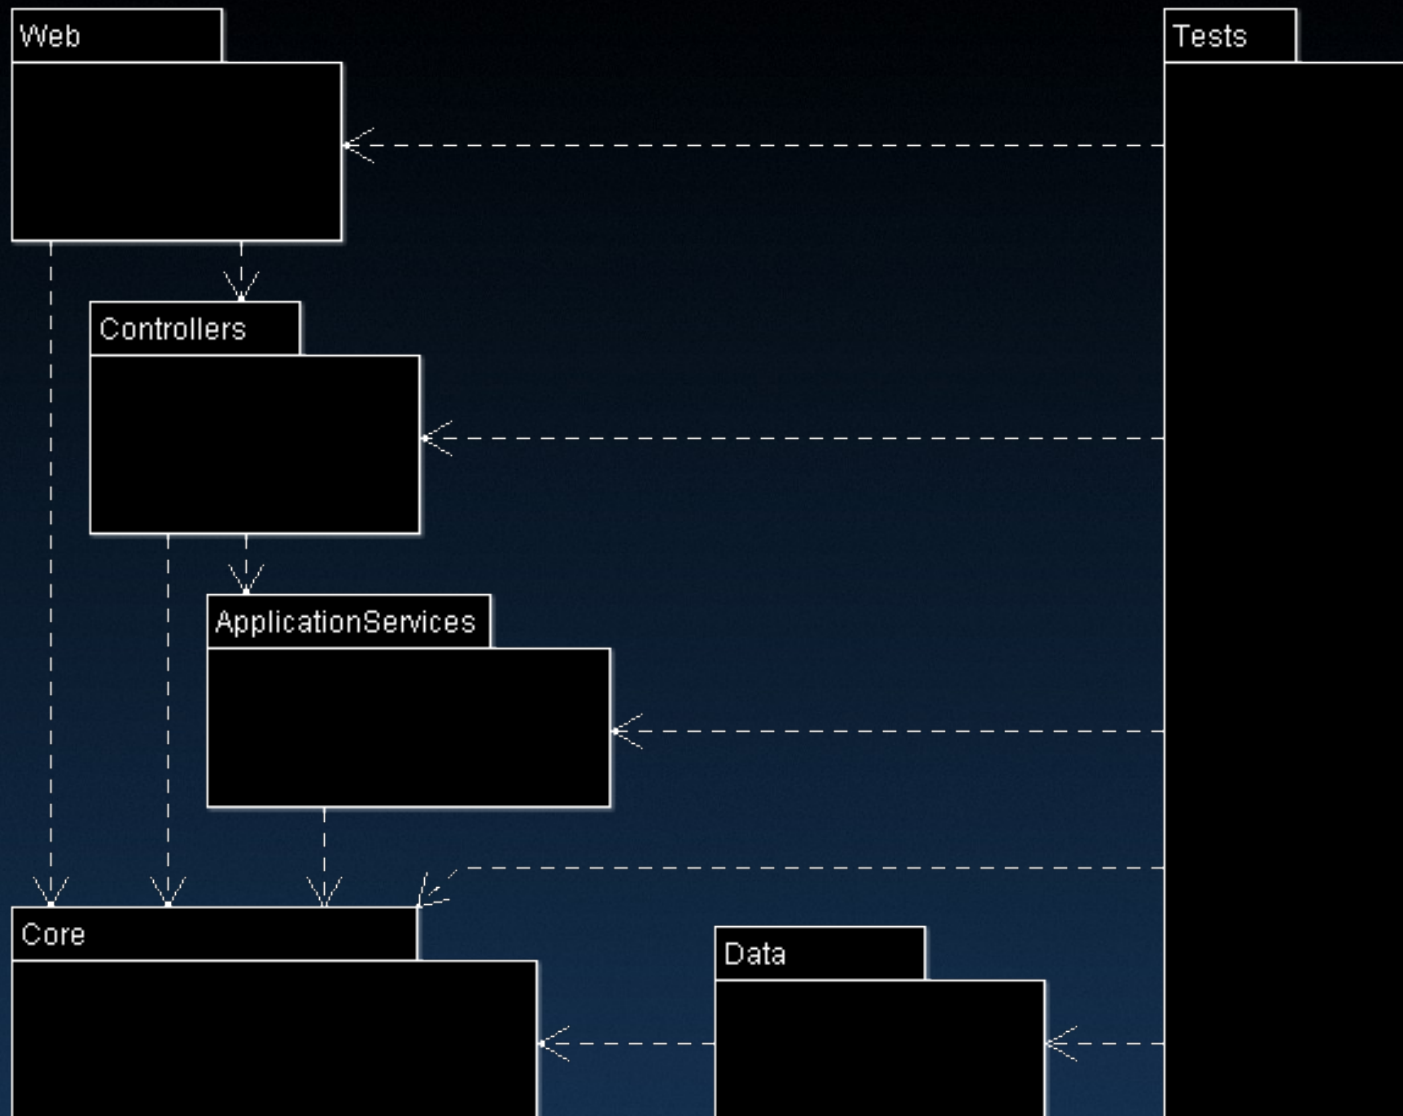 Web
Tests
Controllers
ApplicationServices
Core
Data